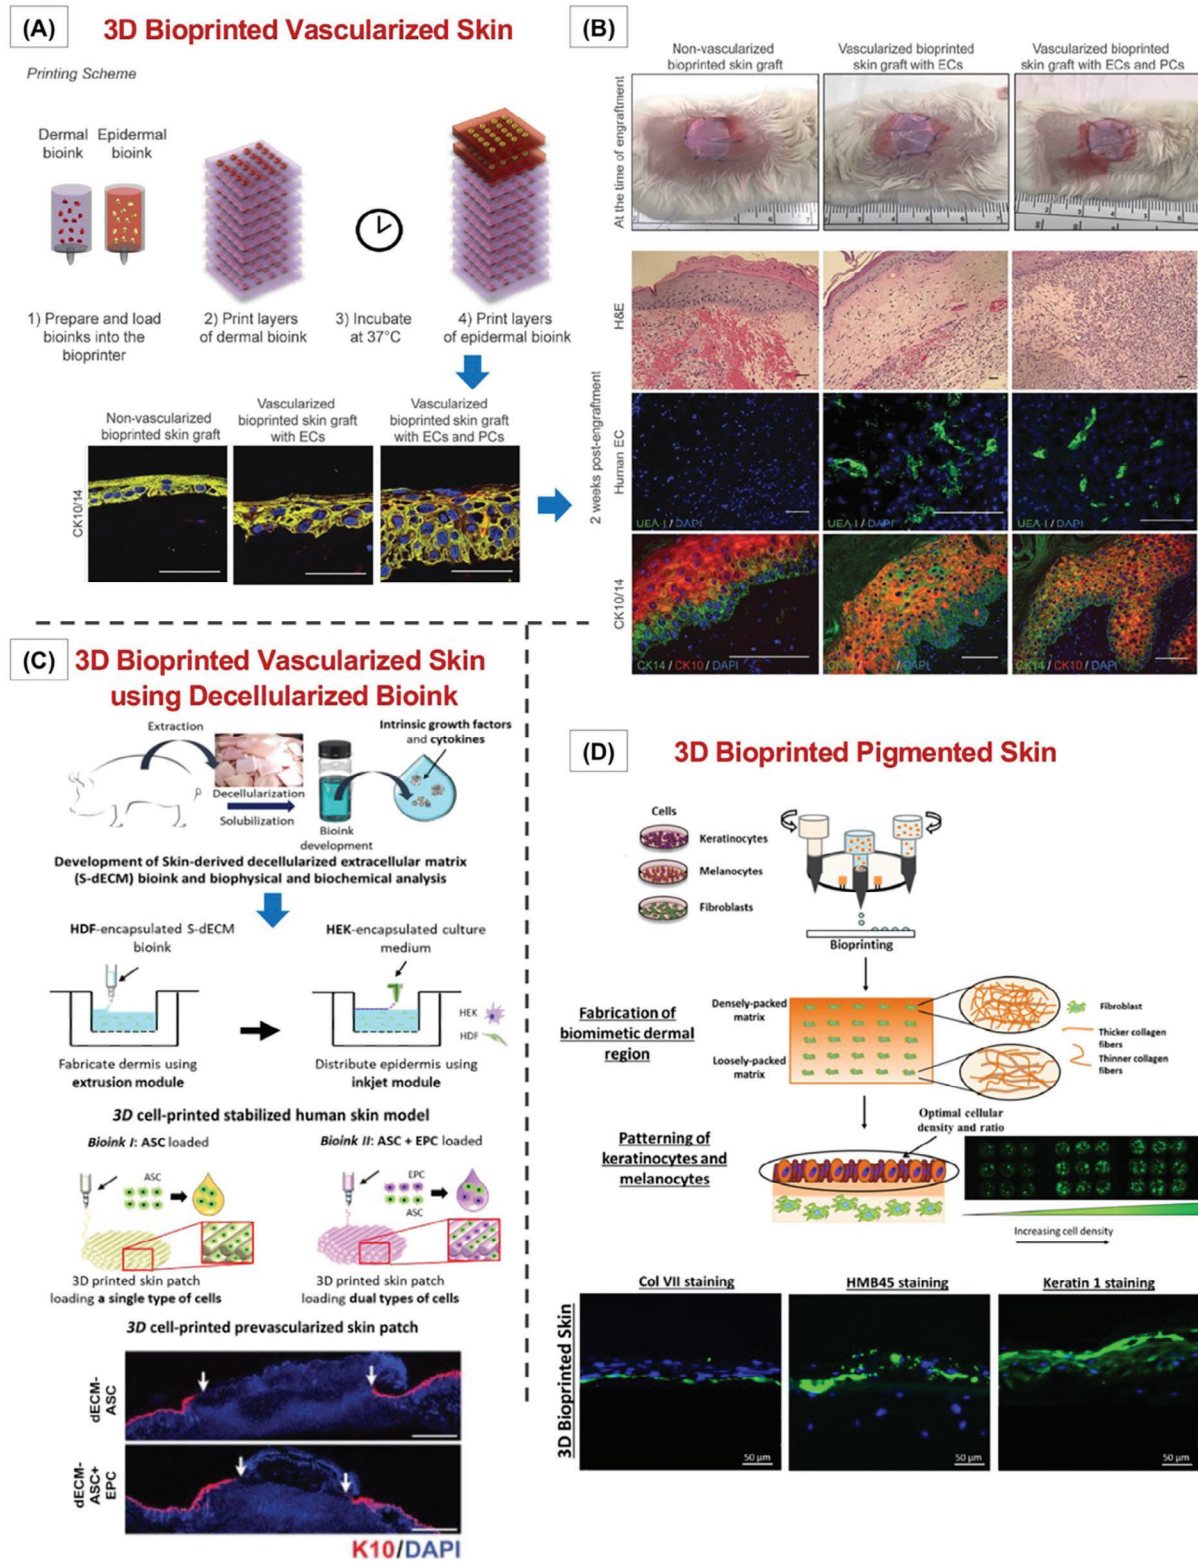 (A)
3D Bioprinted Vascularized Skin
Printing Scheme
Dermal
bioink
Epidermal
bioink
1) Prepare and load
bioinks into the
bioprinter
2) Print layers
of dermal bioink
3) Incubate
at 37°C
4) Print layers
of epidermal bioink
Non-vascularized
bioprinted skin graft
Vascularized
bioprinted skin graft
with ECs
Vascularized
bioprinted skin graft
with ECs and PCs
CK10/14
(B)
Non-vascularized
bioprinted skin graft
Vascularized bioprinted
skin graft with ECs
Vascularized bioprinted
skin graft with ECs and PCs
At the time of engraftment
2 weeks post-engraftment
H&E
Human EC
UEA-I / DAPI
UEA-I / DAPI
UEA-I / DAPI
CK10/14
CK14 / CK10 / DAPI
CK14 / CK10 / DAPI
CK14 / CK10 / DAPI
(C)
3D Bioprinted Vascularized Skin
using Decellularized Bioink
Extraction
Decellularization
Solubilization
Bioink
development
Intrinsic growth factors
and cytokines
Development of Skin-derived decellularized extracellular matrix
(S-dECM) bioink and biophysical and biochemical analysis
HDF-encapsulated S-dECM
bioink
HEK-encapsulated culture
medium
HEK
HDF
Fabricate dermis using
extrusion module
Distribute epidermis using
inkjet module
3D cell-printed stabilized human skin model
Bioink I: ASC loaded
Bioink II: ASC + EPC loaded
ASC
EPC
ASC
3D printed skin patch
loading a single type of cells
3D printed skin patch
loading dual types of cells
3D cell-printed prevascularized skin patch
dECM-
ASC
dECM-
ASC+
EPC
K10/DAPI
(D)
3D Bioprinted Pigmented Skin
Cells
Keratinocytes
Melanocytes
Fibroblasts
Bioprinting
Fabrication of
biomimetic dermal
region
Densely-packed
matrix
Loosely-packed
matrix
Fibroblast
Thicker collagen
fibers
Thinner collagen
fibers
Patterning of
keratinocytes and
melanocytes
Optimal cellular
density and ratio
Increasing cell density
Col VII staining
HMB45 staining
Keratin 1 staining
3D Bioprinted Skin
50 µm
50 µm
50 µm